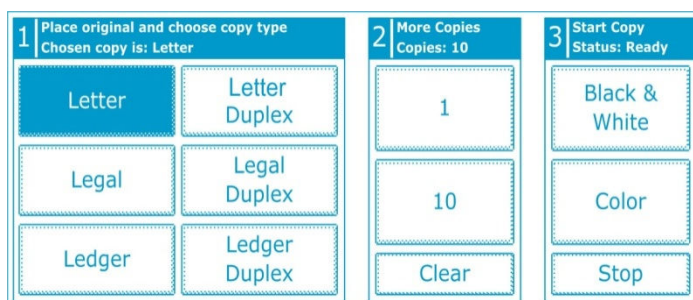 1
Place original and choose copy type
Chosen copy is: Letter
Letter
Letter
Duplex
Legal
Legal
Duplex
Ledger
Ledger
Duplex
2
More Copies
Copies: 10
1
10
Clear
3
Start Copy
Status: Ready
Black &
White
Color
Stop